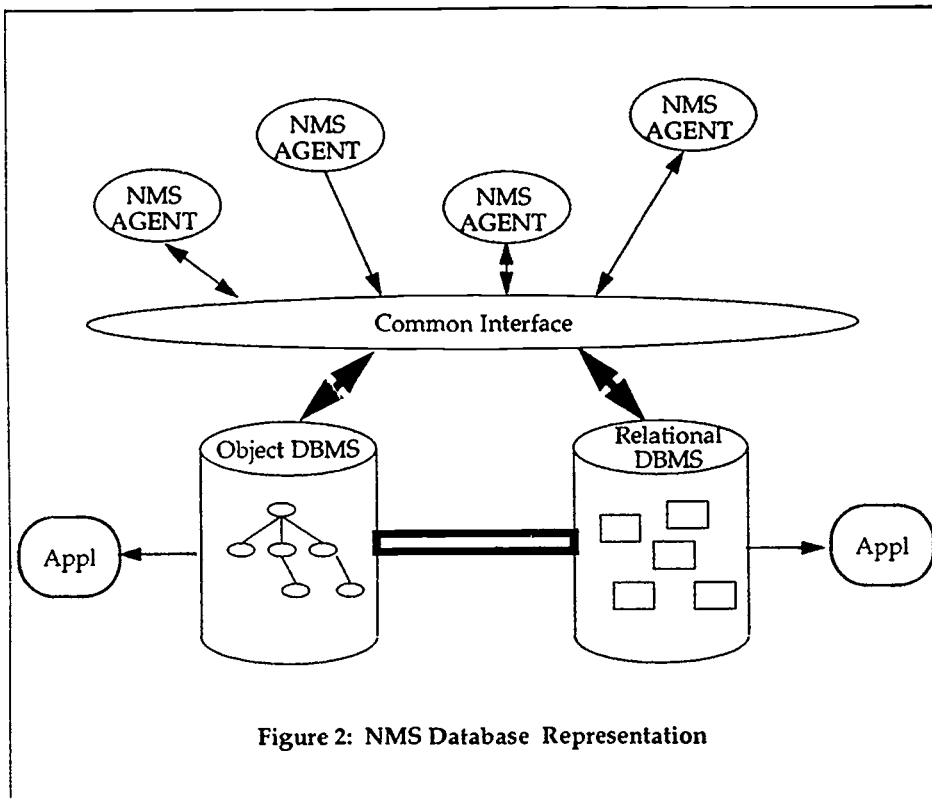 NMS
AGENT
NMS
AGENT
NMS
AGENT
NMS
AGENT
Common Interface
Object DBMS
Relational
DBMS
Appl
Appl
Figure 2: NMS Database Representation